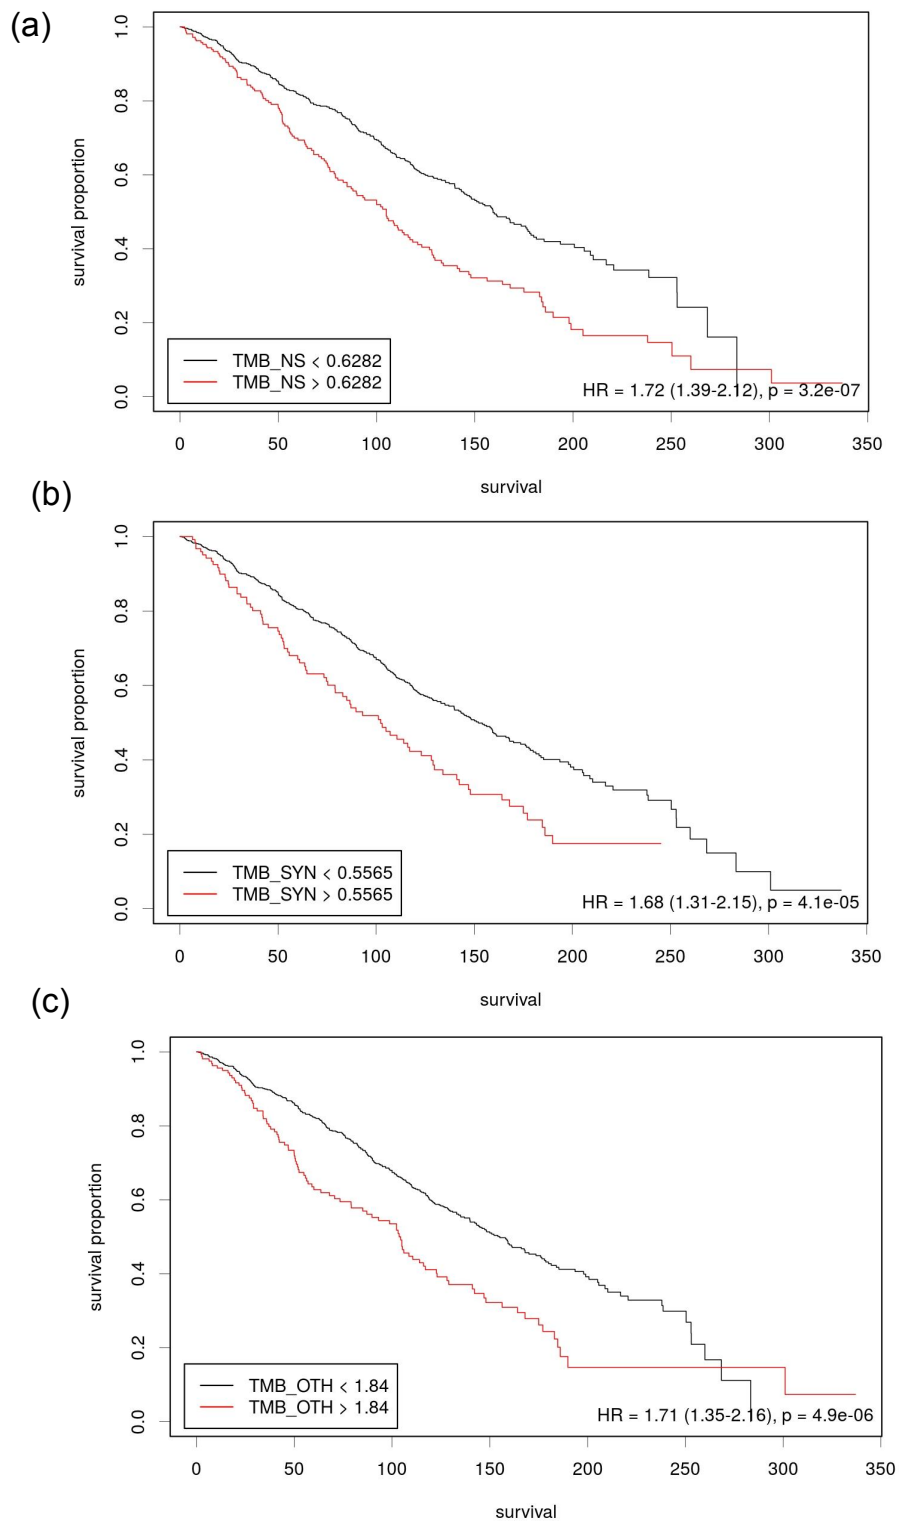 (a)
survival proportion
1.0
0.8
0.6
0.4
0.2
0.0
TMB_NS < 0.6282
TMB_NS > 0.6282
HR = 1.72 (1.39-2.12), p = 3.2e-07
0 50 100 150 200 250 300 350
survival
(b)
survival proportion
1.0
0.8
0.6
0.4
0.2
0.0
TMB_SYN < 0.5565
TMB_SYN > 0.5565
HR = 1.68 (1.31-2.15), p = 4.1e-05
0 50 100 150 200 250 300 350
survival
(c)
survival proportion
1.0
0.8
0.6
0.4
0.2
0.0
TMB_OTH < 1.84
TMB_OTH > 1.84
HR = 1.71 (1.35-2.16), p = 4.9e-06
0 50 100 150 200 250 300 350
survival